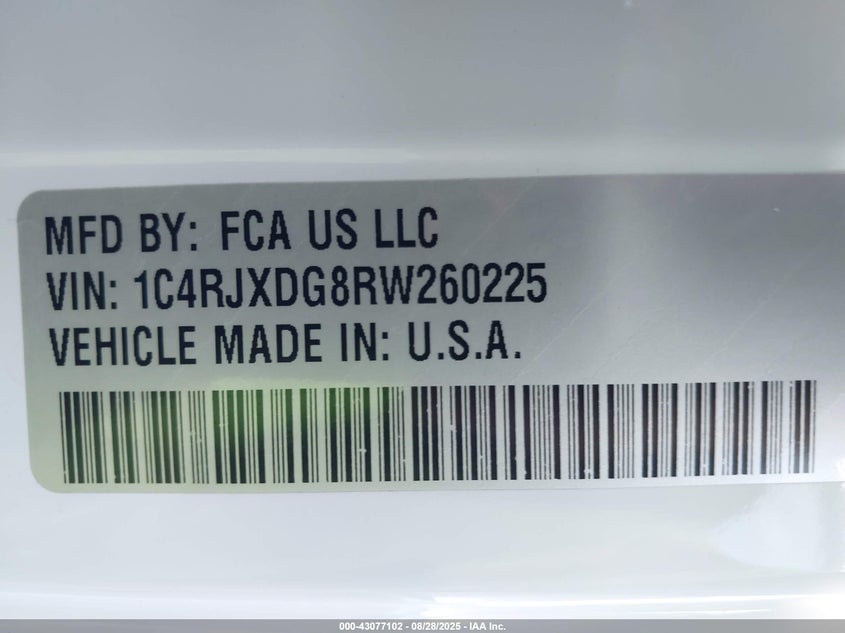 MFD BY: FCA US LLC
VIN: 1C4RJXDG8RW260225
VEHICLE MADE IN: U.S.A.
000-43077102 - 08/28/2025 - IAA Inc.